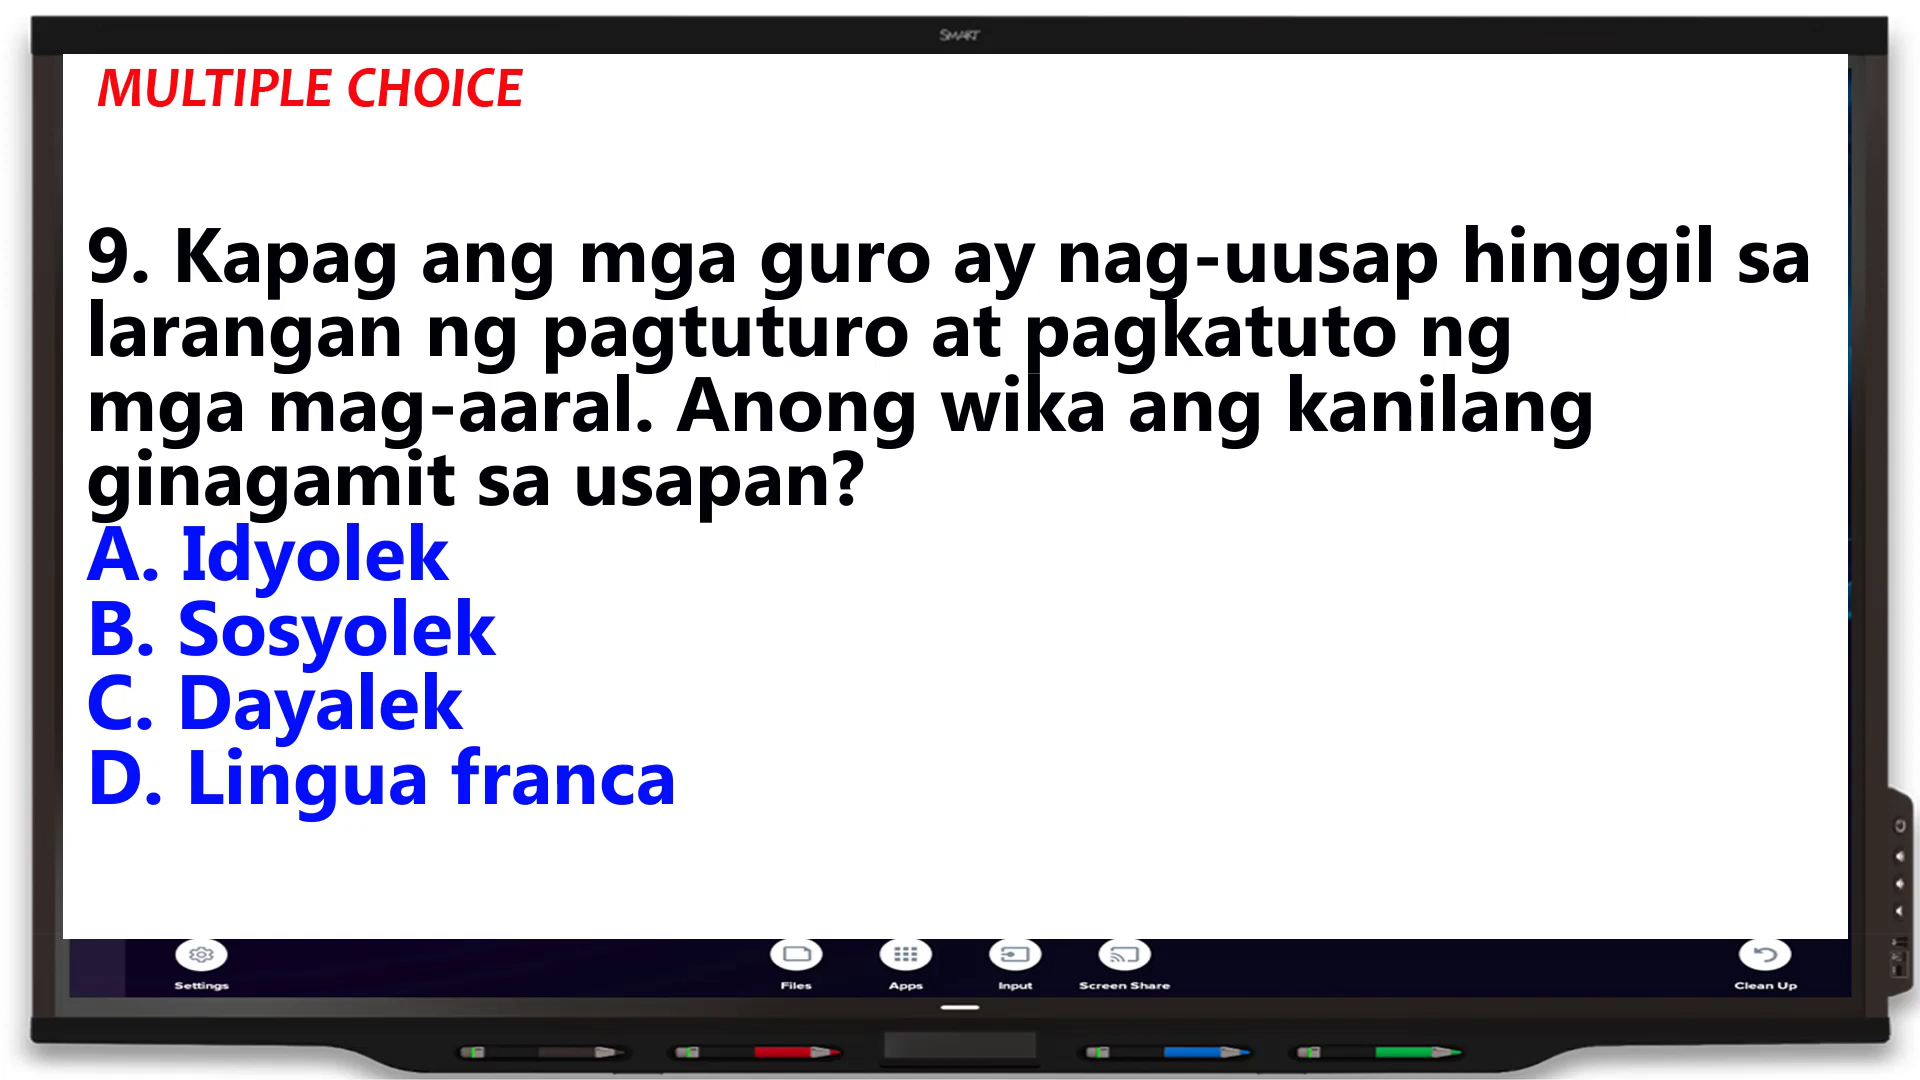 SMART
MULTIPLE CHOICE
9. Kapag ang mga guro ay nag-uusap hinggil sa
larangan ng pagtuturo at pagkatuto ng
mga mag-aaral. Anong wika ang kanilang
ginagamit sa usapan?
A. Idyolek
B. Sosyolek
C. Dayalek
D. Lingua franca
Settings
Files
Apps
Input
Screen Share
Clean Up